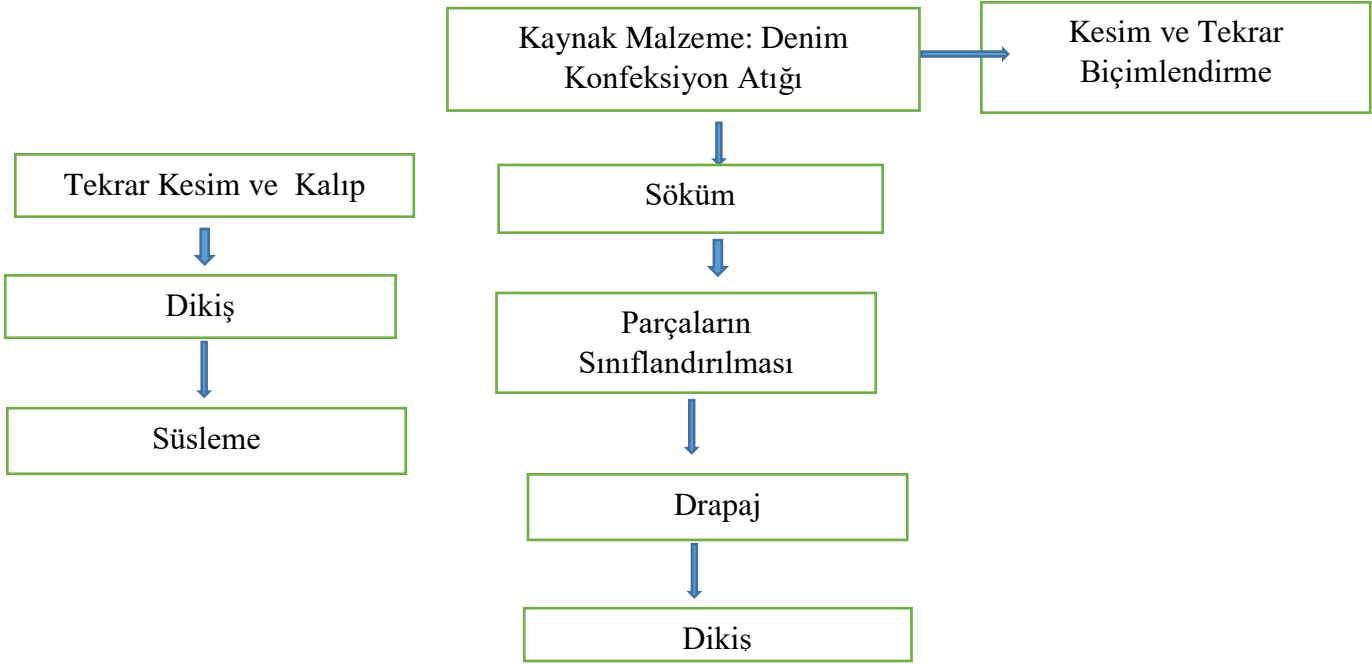 Kaynak Malzeme: Denim
Konfeksiyon Atığı
Kesim ve Tekrar
Biçimlendirme
Tekrar Kesim ve Kalıp
Söküm
Dikiş
Parçaların
Sınıflandırılması
Süsleme
Drapaj
Dikiş